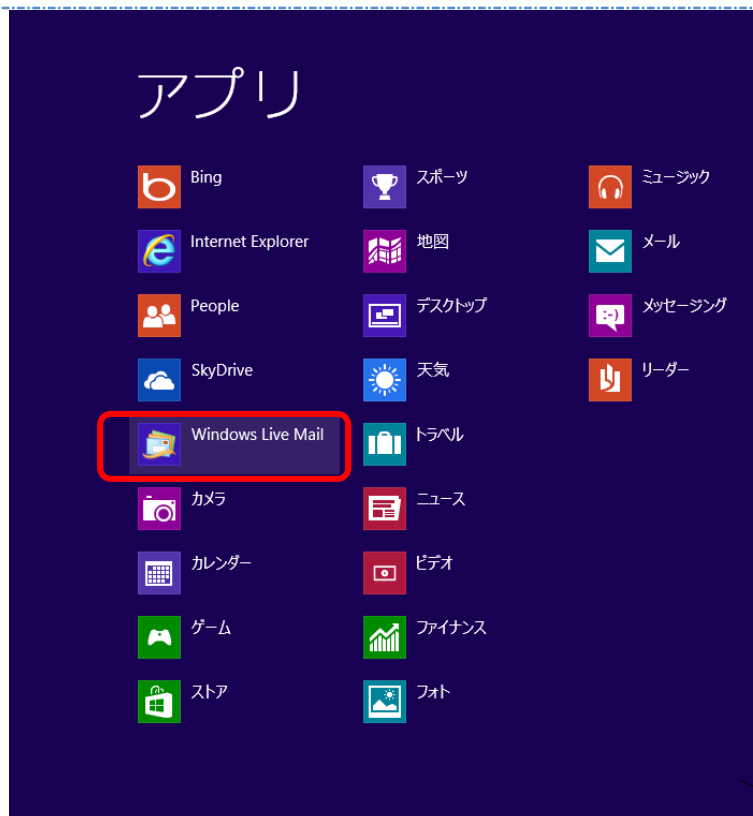 アプリ
Bing
Internet Explorer
People
SkyDrive
Windows Live Mail
カメラ
カレンダー
ゲーム
ストア
スポーツ
地図
デスクトップ
天気
トラベル
ニュース
ビデオ
ファイナンス
フォト
ミュージック
メール
メッセージング
リーダー